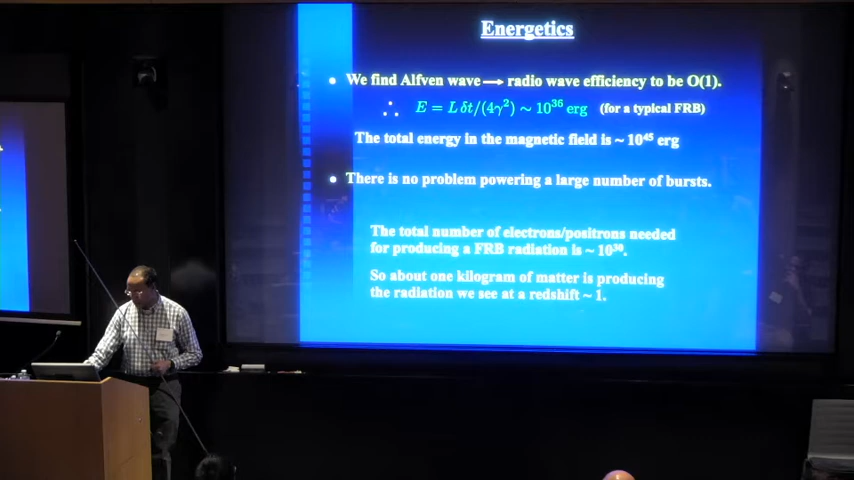 Energetics
• We find Alfven wave → radio wave efficiency to be O(1).
∴ E = L δt/(4γ²) ~ 10³⁶ erg (for a typical FRB)
The total energy in the magnetic field is ~ 10⁴⁵ erg
• There is no problem powering a large number of bursts.
The total number of electrons/positrons needed
for producing a FRB radiation is ~ 10³⁰.
So about one kilogram of matter is producing
the radiation we see at a redshift ~ 1.